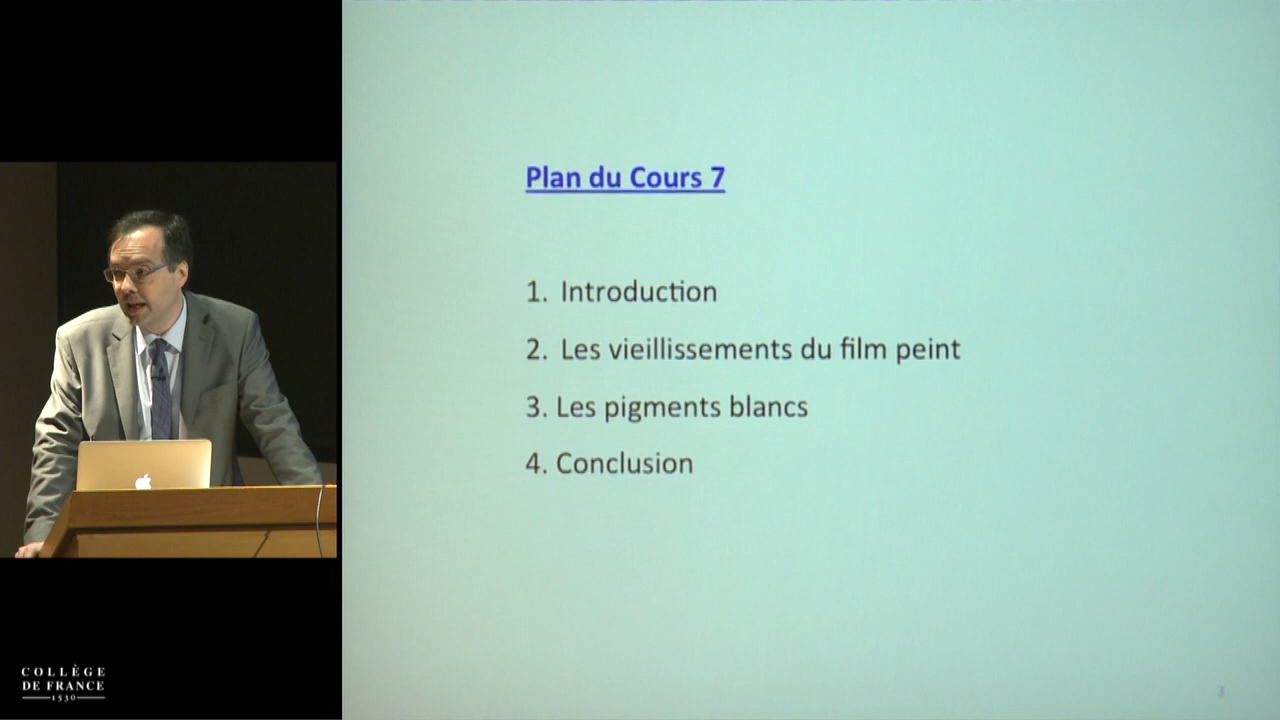 Plan du Cours 7
1. Introduction
2. Les vieillissements du film peint
3. Les pigments blancs
4. Conclusion
3
COLLÈGE
DE FRANCE
1530